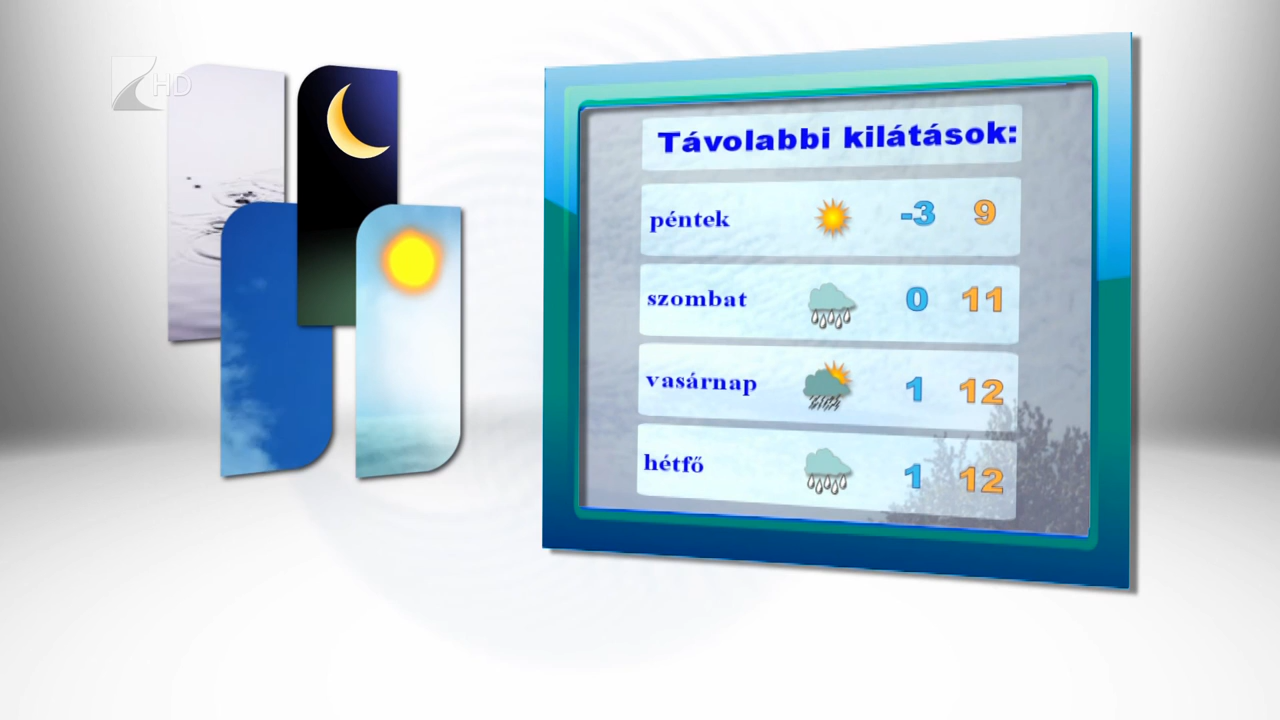 HD
Távolabbi kilátások:
péntek -3 9
szombat 0 11
vasárnap 1 12
hétfő 1 12